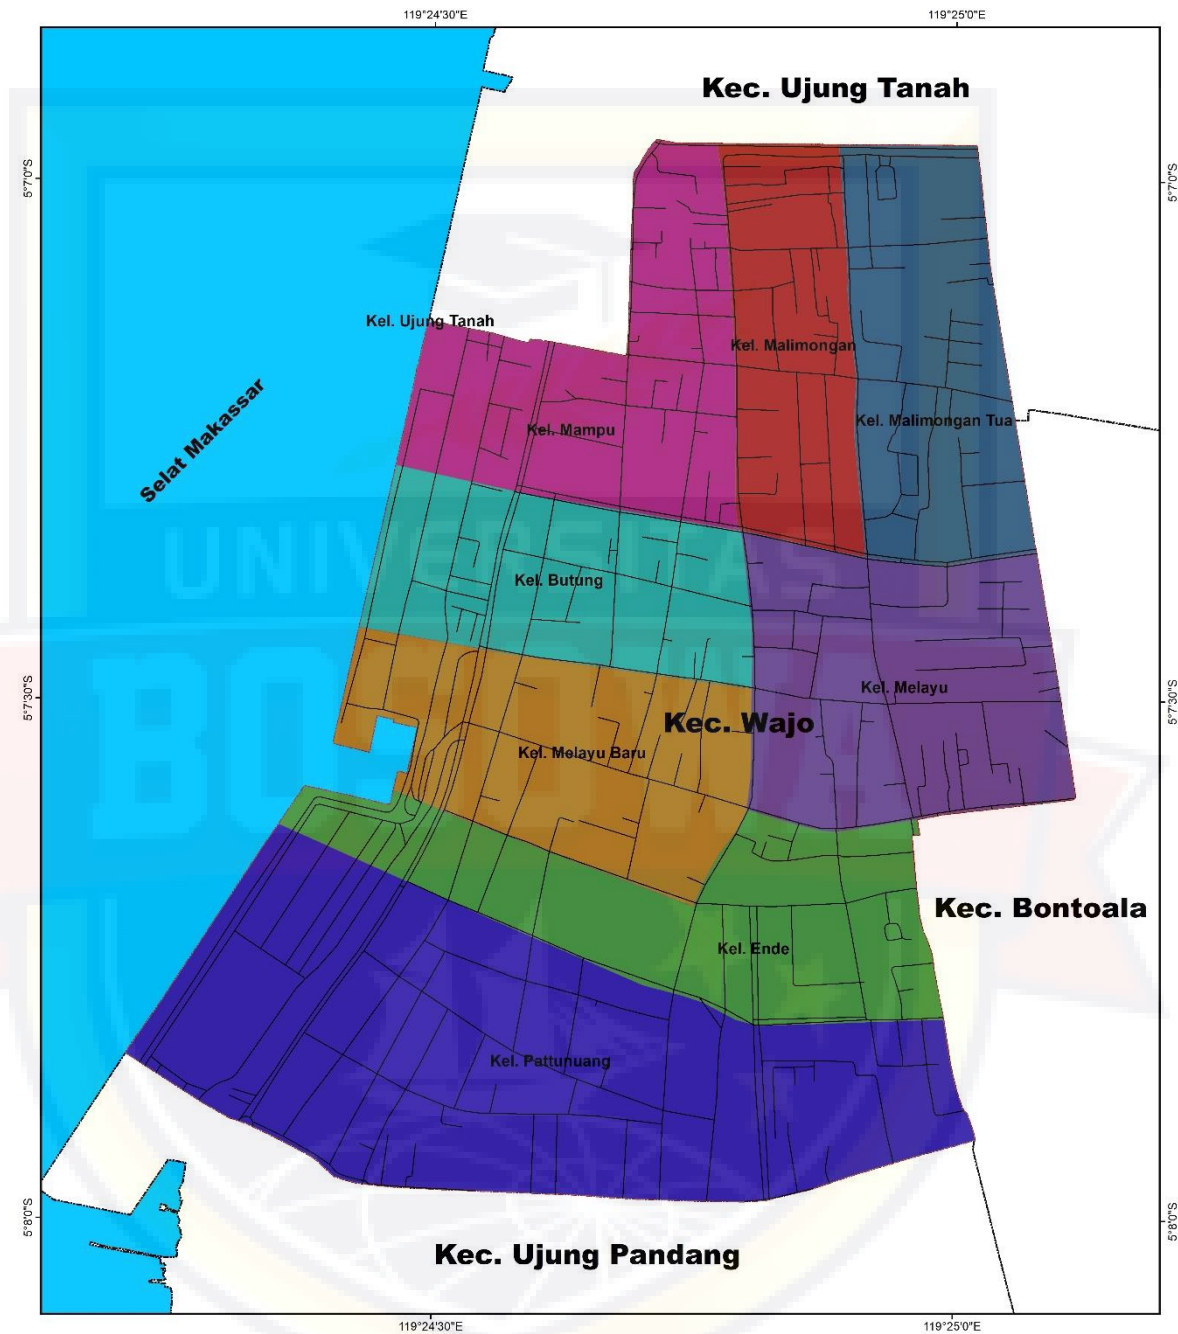 119°24'30"E
119°25'0"E
Kec. Ujung Tanah
5°7'0"S
5°7'0"S
Kel. Ujung Tanah
Kel. Malimongan
Selat Makassar
Kel. Mampu
Kel. Malimongan Tua
UNIVERSITAS
Kel. Butung
BOSOWA
Kel. Melayu
5°7'30"S
5°7'30"S
Kec. Wajo
Kel. Melayu Baru
Kec. Bontoala
Kel. Ende
Kel. Pattunuang
5°8'0"S
5°8'0"S
Kec. Ujung Pandang
119°24'30"E
119°25'0"E